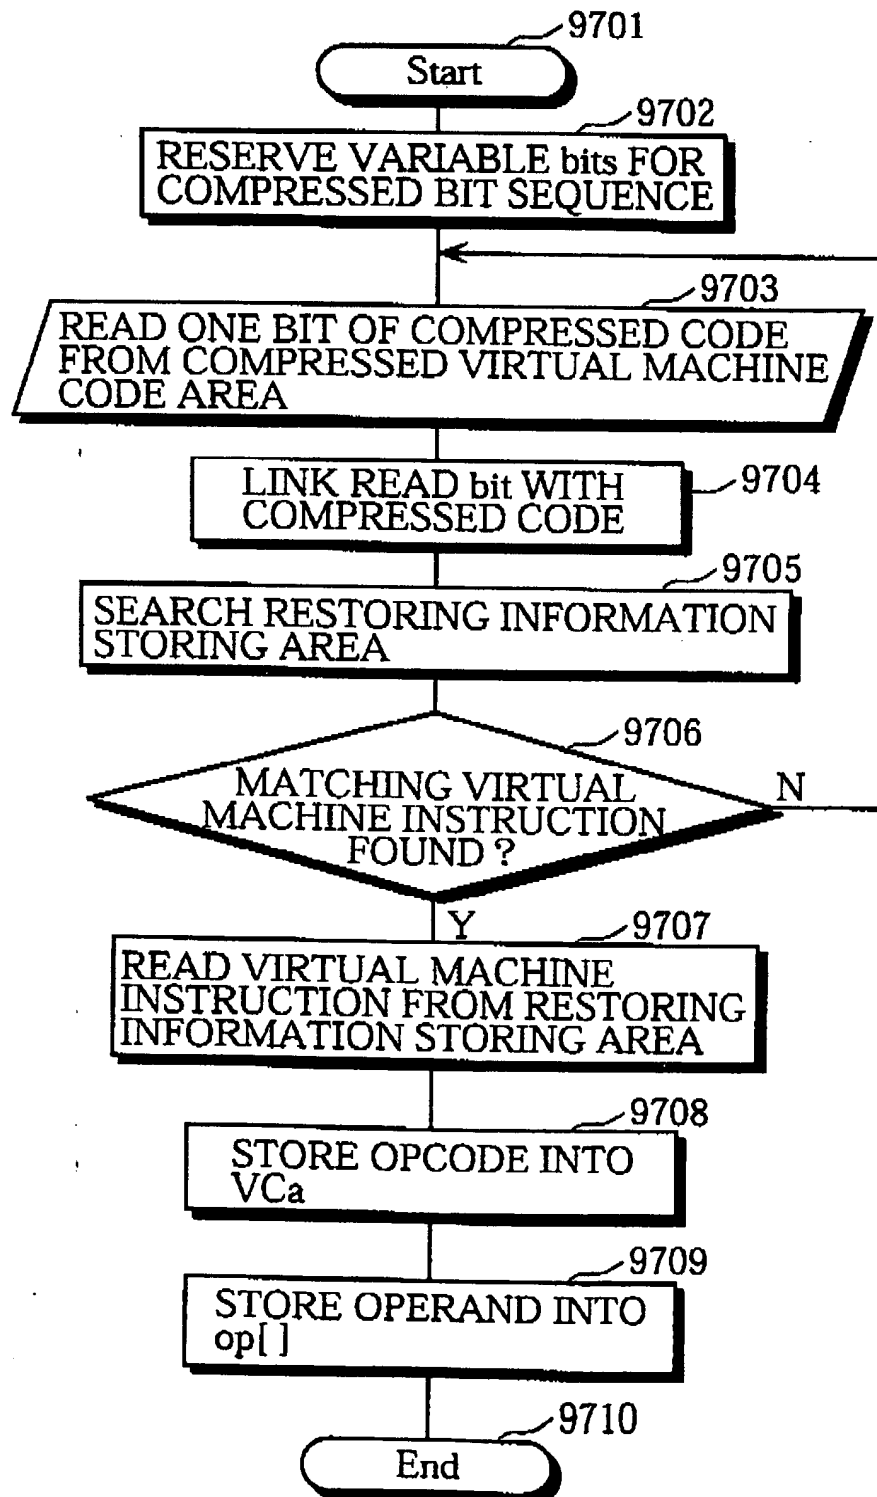 9701
Start
9702
RESERVE VARIABLE bits FOR
COMPRESSED BIT SEQUENCE
9703
READ ONE BIT OF COMPRESSED CODE
FROM COMPRESSED VIRTUAL MACHINE
CODE AREA
LINK READ bit WITH
COMPRESSED CODE
9704
9705
SEARCH RESTORING INFORMATION
STORING AREA
9706
MATCHING VIRTUAL
MACHINE INSTRUCTION
FOUND ?
N
Y
9707
READ VIRTUAL MACHINE
INSTRUCTION FROM RESTORING
INFORMATION STORING AREA
9708
STORE OPCODE INTO
VCa
9709
STORE OPERAND INTO
op[ ]
9710
End